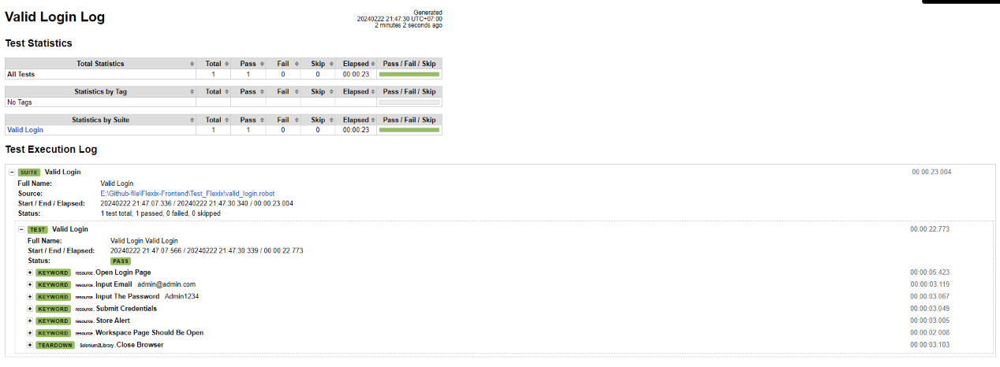 Valid Login Log
Generated
20240222 21:47:30 UTC+07:00
2 minutes 2 seconds ago
Test Statistics
Total Statistics Total Pass Fail Skip Elapsed Pass / Fail / Skip
All Tests 1 1 0 0 00:00:23
Statistics by Tag Total Pass Fail Skip Elapsed Pass / Fail / Skip
No Tags
Statistics by Suite Total Pass Fail Skip Elapsed Pass / Fail / Skip
Valid Login 1 1 0 0 00:00:23
Test Execution Log
SUITE Valid Login 00:00:23.004
Full Name: Valid Login
Source: E:\Github-file\Flexix-Frontend\Test_Flexix\valid_login.robot
Start / End / Elapsed: 20240222 21:47:07.336 / 20240222 21:47:30.340 / 00:00:23.004
Status: 1 test total, 1 passed, 0 failed, 0 skipped
TEST Valid Login 00:00:22.773
Full Name: Valid Login.Valid Login
Start / End / Elapsed: 20240222 21:47:07.566 / 20240222 21:47:30.339 / 00:00:22.773
Status: PASS
KEYWORD resource.Open Login Page 00:00:05.423
KEYWORD resource.Input Email admin@admin.com 00:00:03.119
KEYWORD resource.Input The Password Admin1234 00:00:03.067
KEYWORD resource.Submit Credentials 00:00:03.049
KEYWORD resource.Store Alert 00:00:03.005
KEYWORD resource.Workspace Page Should Be Open 00:00:02.008
TEARDOWN Selenium2Library.Close Browser 00:00:03.103